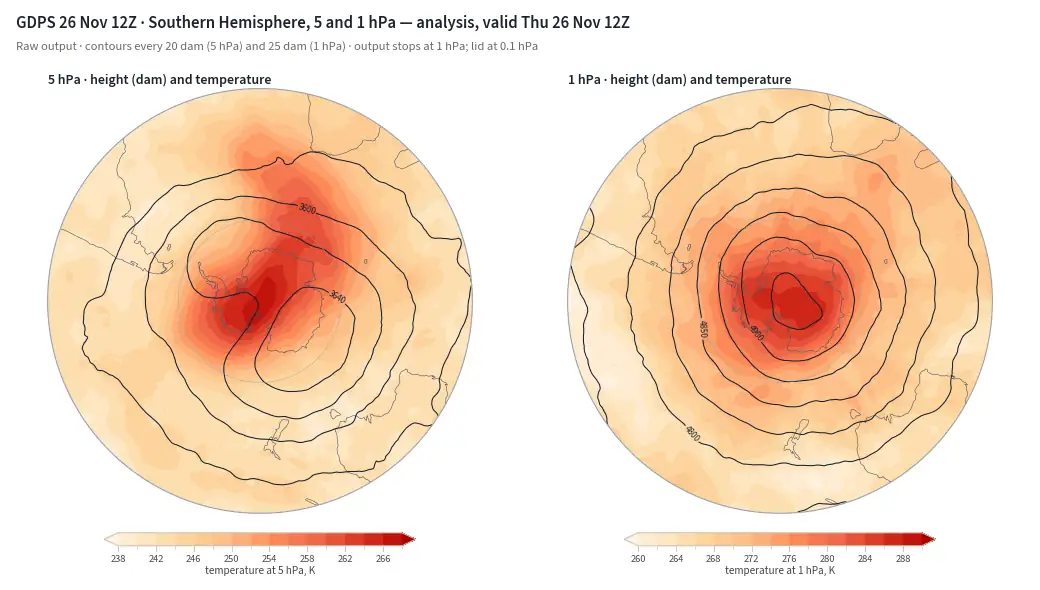 GDPS 26 Nov 12Z · Southern Hemisphere, 5 and 1 hPa — analysis, valid Thu 26 Nov 12Z
Raw output · contours every 20 dam (5 hPa) and 25 dam (1 hPa) · output stops at 1 hPa; lid at 0.1 hPa
5 hPa · height (dam) and temperature
1 hPa · height (dam) and temperature
3600
3640
4850
4900
4800
238 242 246 250 254 258 262 266
temperature at 5 hPa, K
260 264 268 272 276 280 284 288
temperature at 1 hPa, K